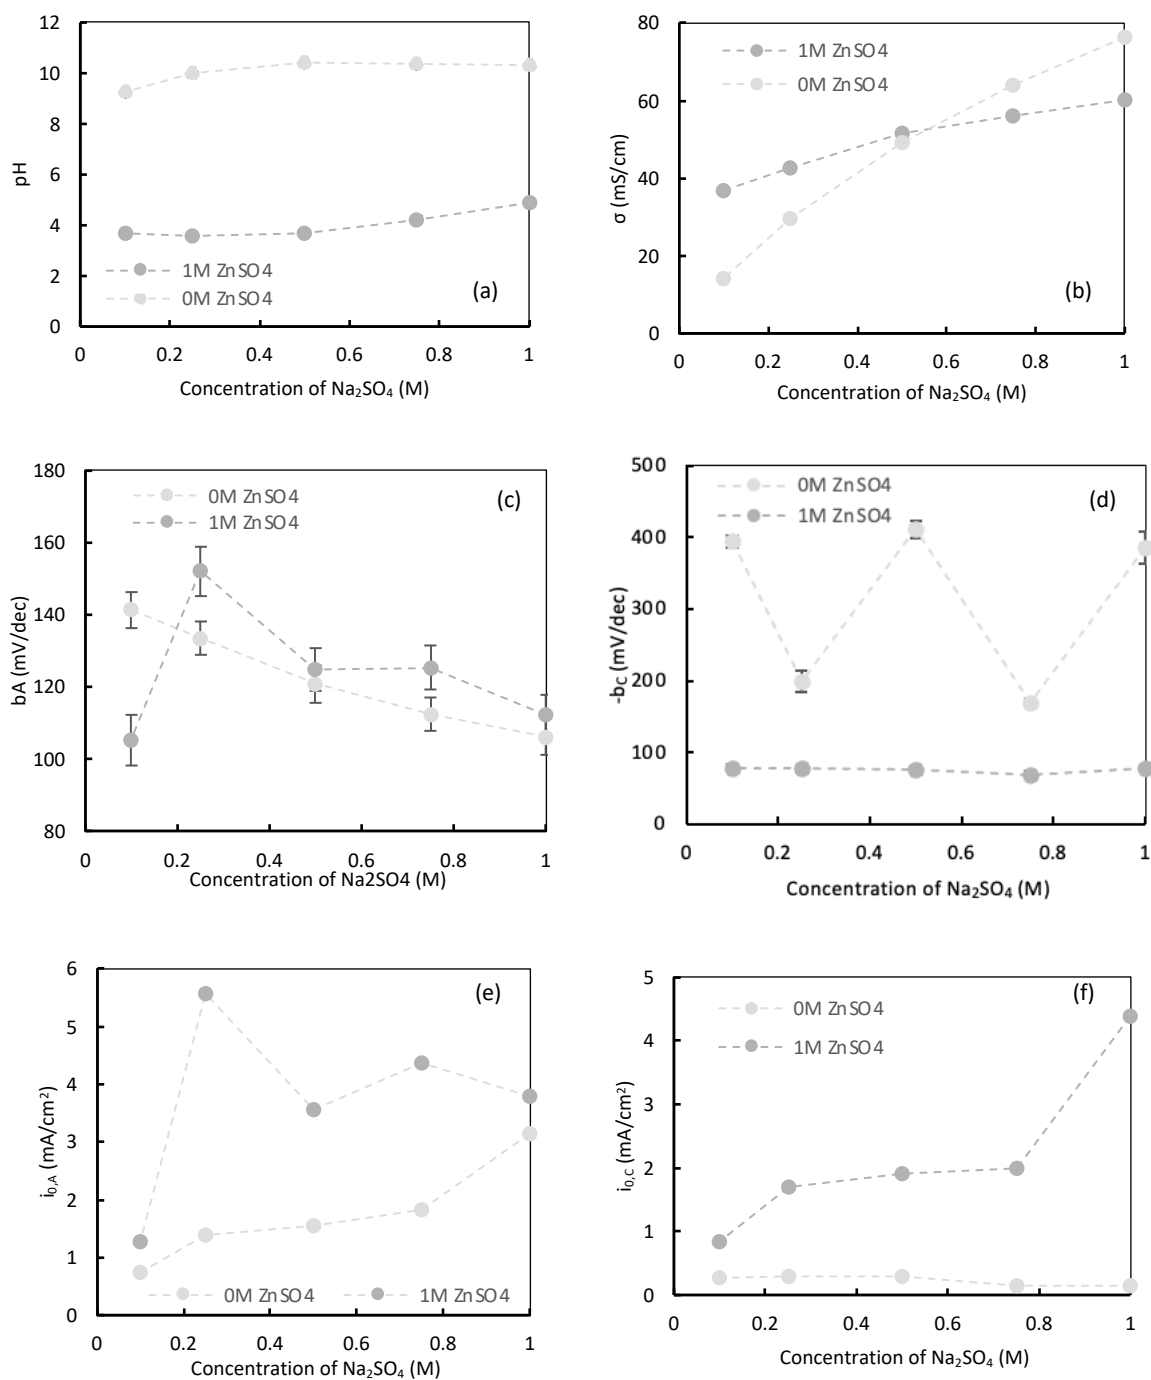 12
10
8
6
4
2
0
pH
1M ZnSO4
0M ZnSO4
(a)
0 0.2 0.4 0.6 0.8 1
Concentration of Na₂SO₄ (M)
80
60
40
20
0
σ (mS/cm)
1M ZnSO4
0M ZnSO4
(b)
0 0.2 0.4 0.6 0.8 1
Concentration of Na₂SO₄ (M)
180
160
140
120
100
80
bA (mV/dec)
0M ZnSO4
1M ZnSO4
(c)
0 0.2 0.4 0.6 0.8 1
Concentration of Na2SO4 (M)
500
400
300
200
100
0
-b_C (mV/dec)
0M ZnSO4
1M ZnSO4
(d)
0 0.2 0.4 0.6 0.8 1
Concentration of Na₂SO₄ (M)
6
5
4
3
2
1
0
i₀,A (mA/cm²)
(e)
0M ZnSO4 1M ZnSO4
0 0.2 0.4 0.6 0.8 1
Concentration of Na₂SO₄ (M)
5
4
3
2
1
0
i₀,C (mA/cm²)
0M ZnSO4
1M ZnSO4
(f)
0 0.2 0.4 0.6 0.8 1
Concentration of Na₂SO₄ (M)